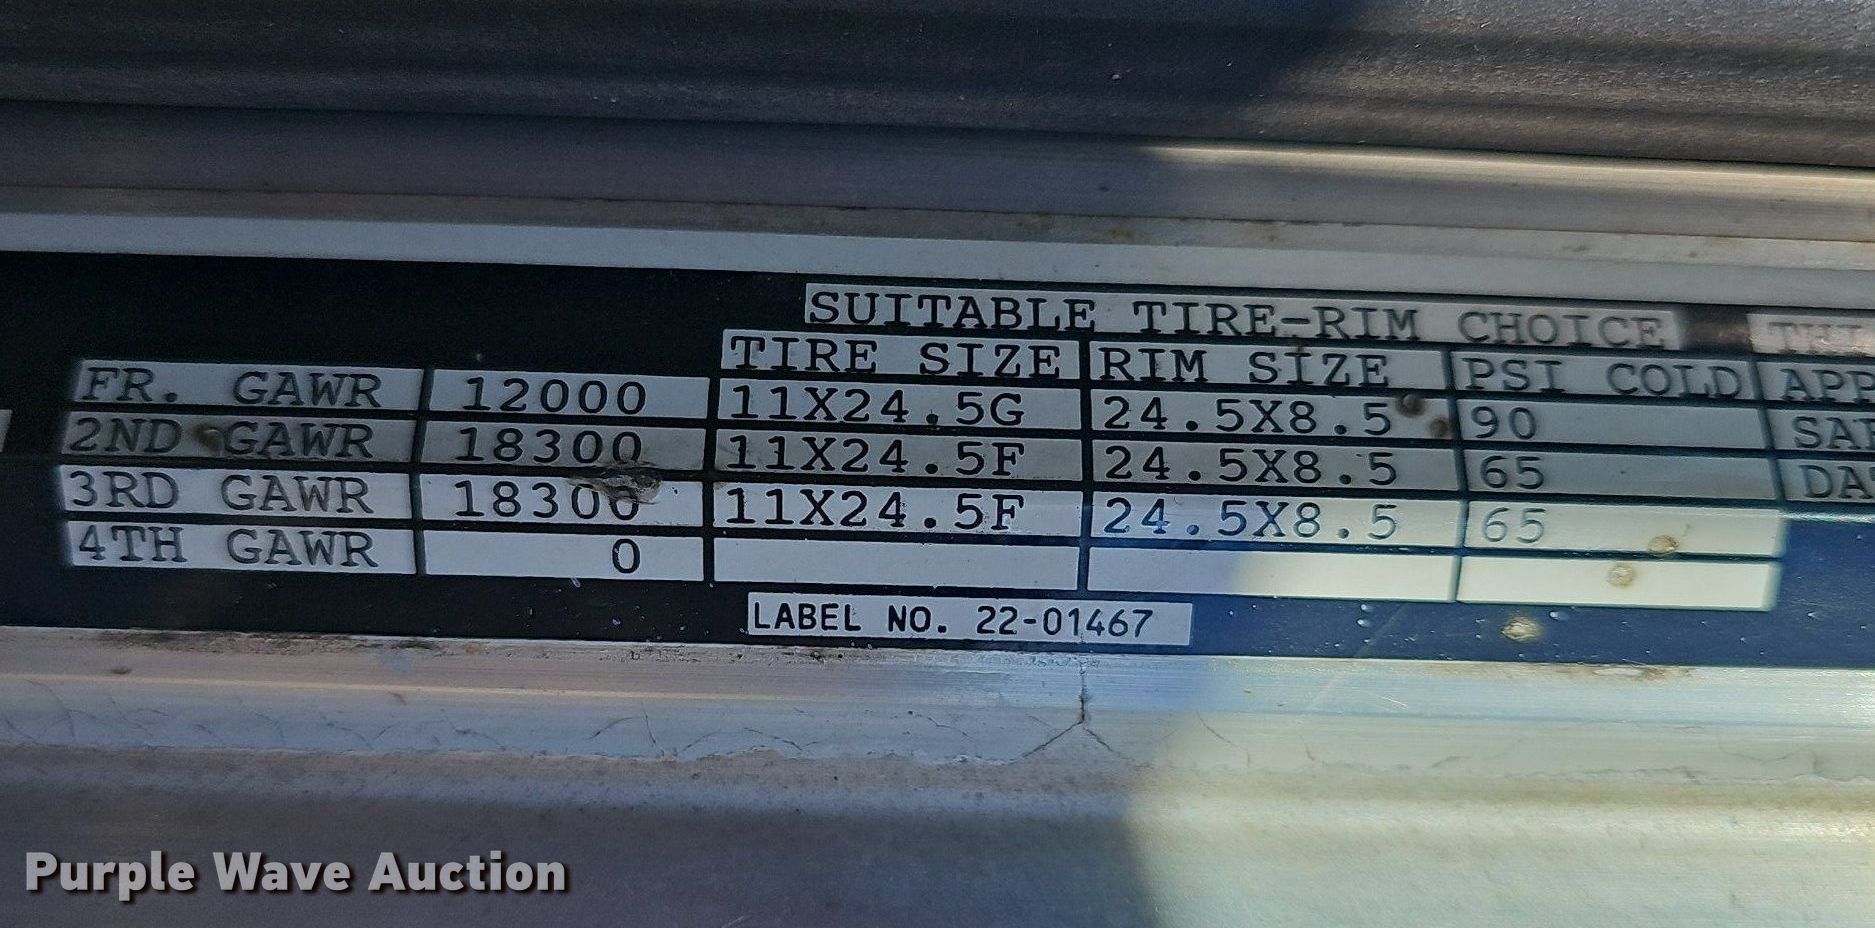 SUITABLE TIRE-RIM CHOICE
TIRE SIZE RIM SIZE PSI COLD
FR. GAWR 12000 11X24.5G 24.5X8.5 90
2ND GAWR 18300 11X24.5F 24.5X8.5 65
3RD GAWR 18300 11X24.5F 24.5X8.5 65
4TH GAWR 0
LABEL NO. 22-01467
Purple Wave Auction